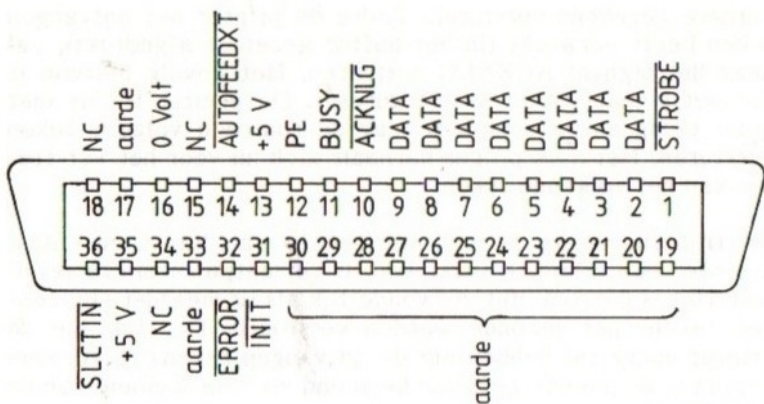 NC
aarde
0 Volt
NC
AUTOFEEDXT
+5 V
PE
BUSY
ACKNLG
DATA
DATA
DATA
DATA
DATA
DATA
DATA
DATA
STROBE
18 17 16 15 14 13 12 11 10 9 8 7 6 5 4 3 2 1
36 35 34 33 32 31 30 29 28 27 26 25 24 23 22 21 20 19
SLCTIN
+5 V
NC
aarde
ERROR
INIT
aarde